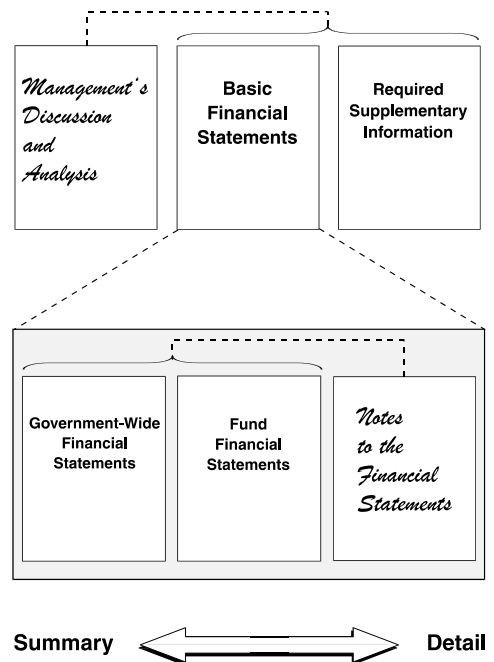 Management's
Discussion
and
Analysis
Basic
Financial
Statements
Required
Supplementary
Information
Government-Wide
Financial
Statements
Fund
Financial
Statements
Notes
to the
Financial
Statements
Summary
Detail